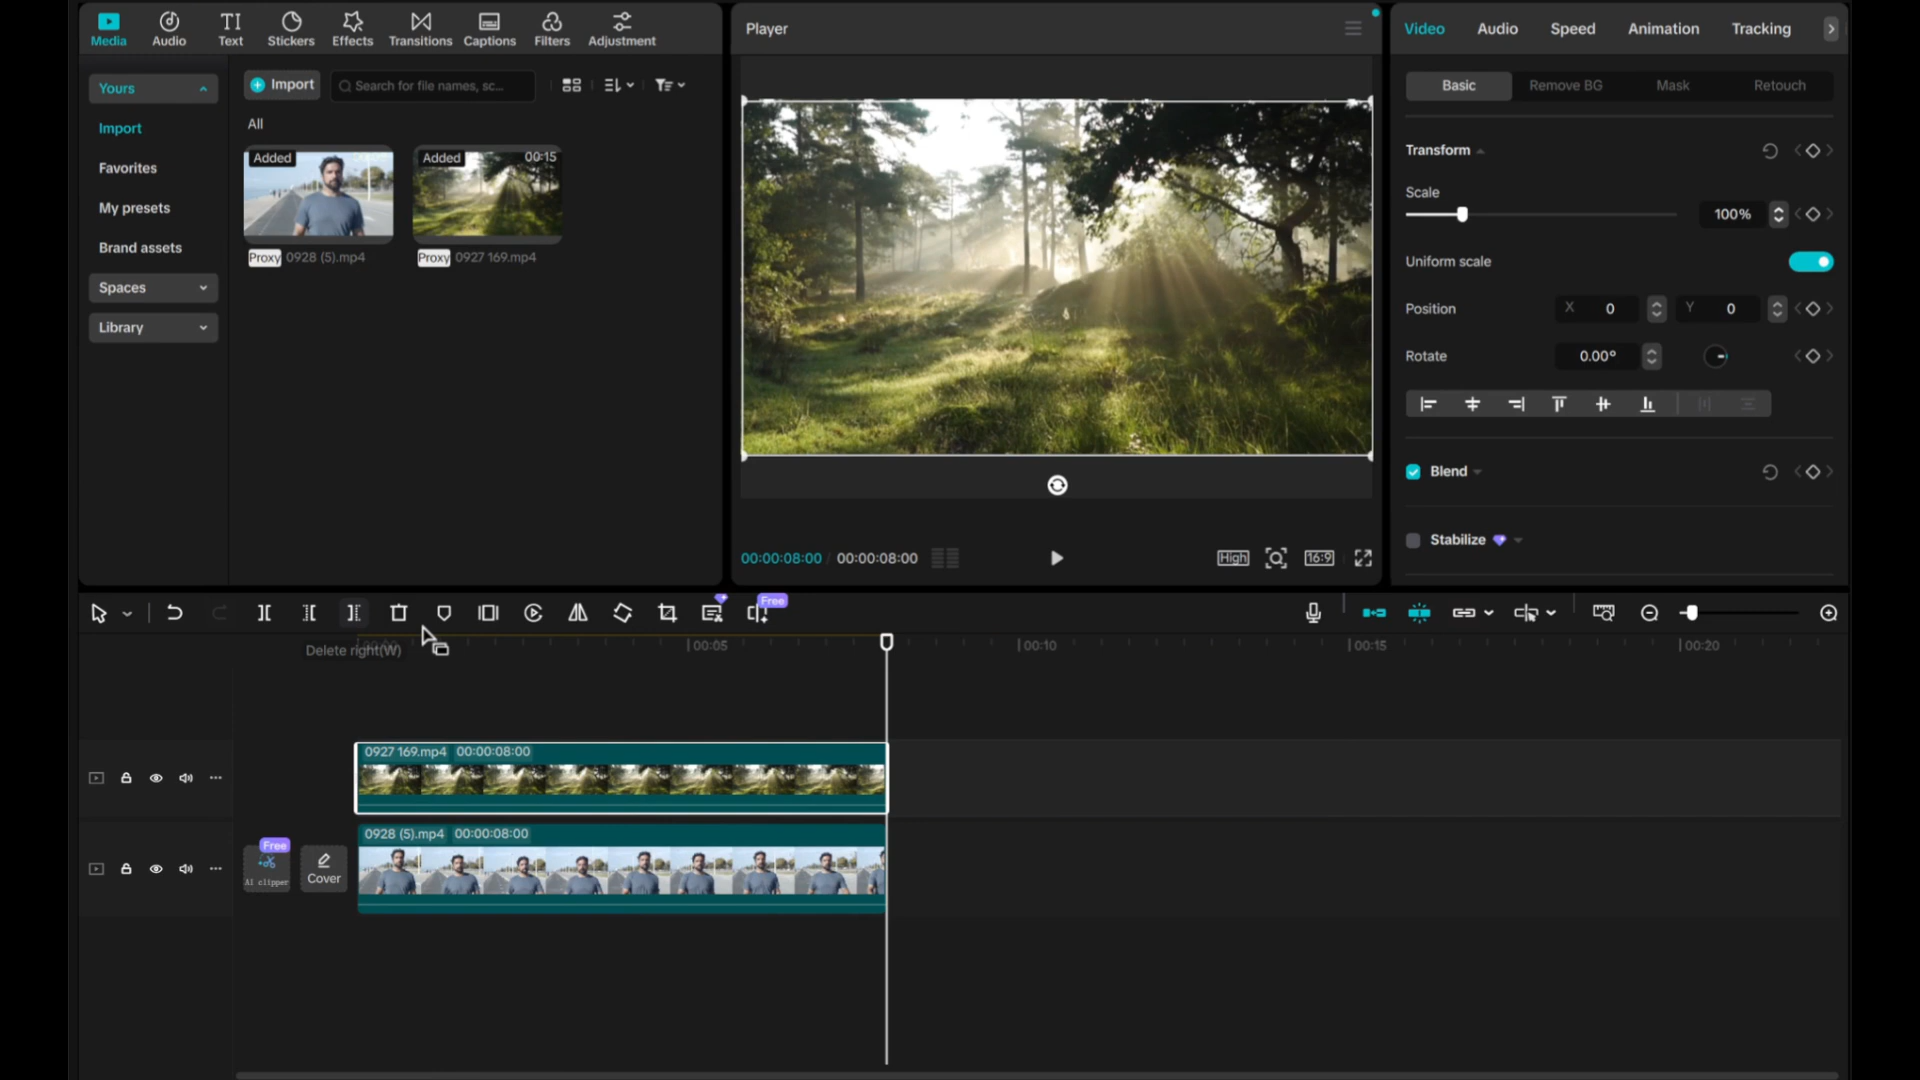 Media
Audio
Text
Stickers
Effects
Transitions
Captions
Filters
Adjustment
Yours
Import
Favorites
My presets
Brand assets
Spaces
Library
Import
Search for file names, sc...
All
Added
Added 00:15
Proxy 0928 (5).mp4
Proxy 0927 169.mp4
Player
00:00:08:00 / 00:00:08:00
High
16:9
Video
Audio
Speed
Animation
Tracking
Basic
Remove BG
Mask
Retouch
Transform
Scale
100%
Uniform scale
Position
X 0
Y 0
Rotate
0.00°
Blend
Stabilize
Free
Delete right(W)
00:05
00:10
00:15
00:20
0927 169.mp4 00:00:08:00
Free
AI clipper
Cover
0928 (5).mp4 00:00:08:00